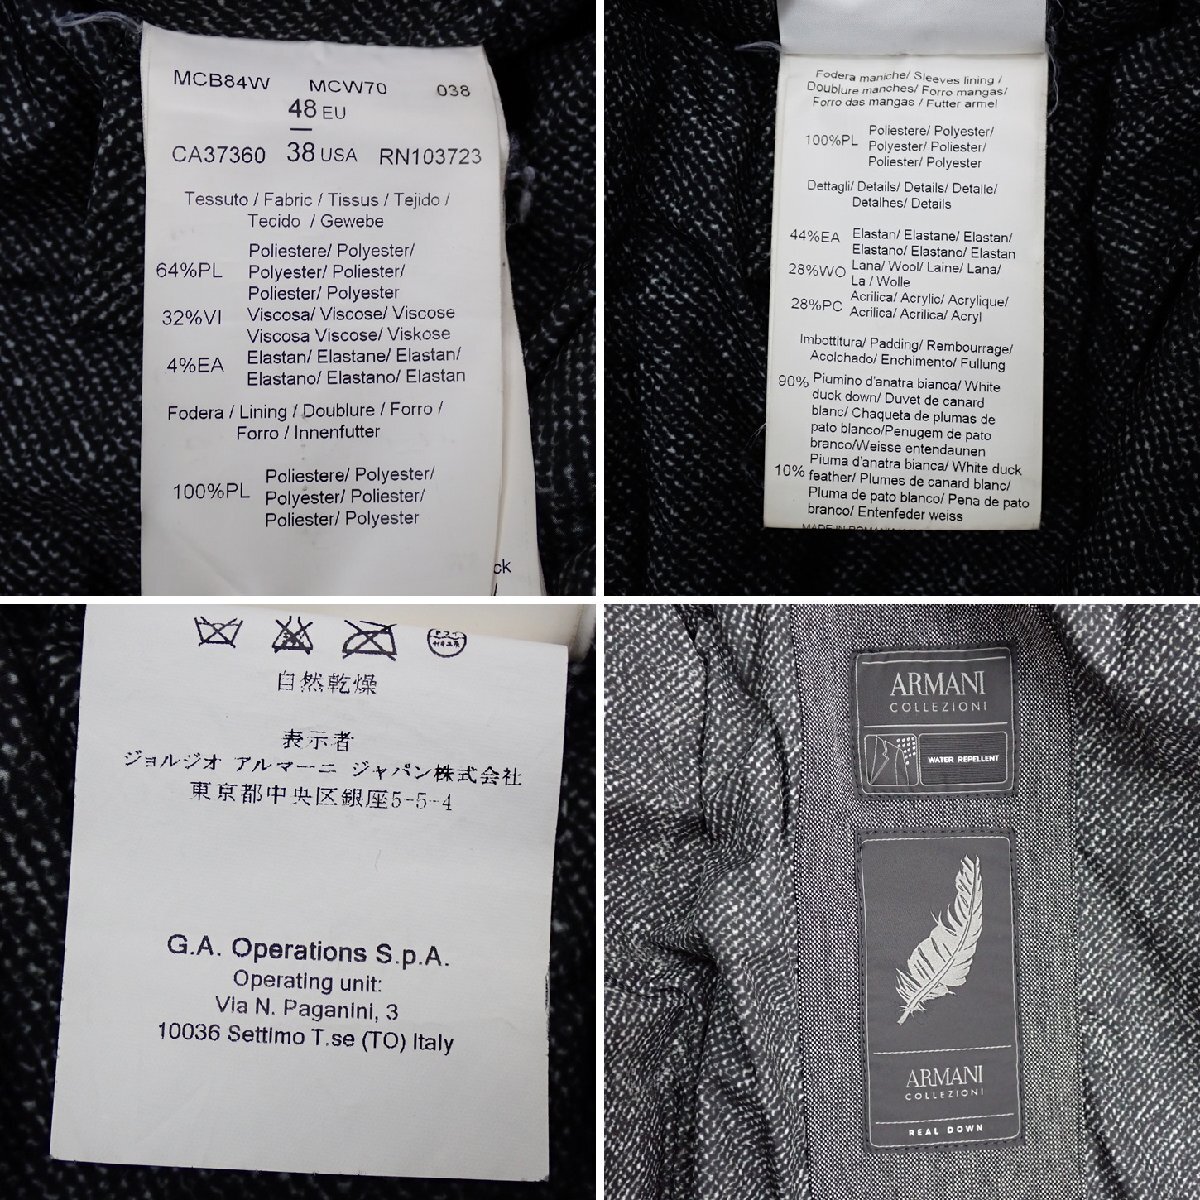 MCB84W MCW70 038
48 EU
38 USA
CA37360 RN103723
Tessuto / Fabric / Tissus / Tejido /
Tecido / Gewebe
64%PL Poliestere/ Polyester/
Polyester/ Poliester/
Poliester/ Polyester
32%VI Viscosa/ Viscose/ Viscose
Viscosa Viscose/ Viskose
4%EA Elastan/ Elastane/ Elastan/
Elastano/ Elastano/ Elastan
Fodera / Lining / Doublure / Forro /
Forro / Innenfutter
100%PL Poliestere/ Polyester/
Polyester/ Poliester/
Poliester/ Polyester
ck
Fodera maniche/ Sleeves lining /
Doublure manches/ Forro mangas/
Forro das mangas / Futter armel
100%PL Poliestere/ Polyester/
Polyester/ Poliester/
Poliester/ Polyester
Dettagli/ Details/ Details/ Detalle/
Detalhes/ Details
44%EA Elastan/ Elastane/ Elastan/
Elastano/ Elastano/ Elastan
28%WO Lana/ Wool/ Laine/ Lana/
La / Wolle
28%PC Acrilica/ Acrylic/ Acrylique/
Acrilica/ Acrilica/ Acryl
Imbottitura/ Padding/ Rembourrage/
Acolchado/ Enchimento/ Fullung
90% Piumino d'anatra bianca/ White
duck down/ Duvet de canard
blanc/ Chaqueta de plumas de
pato blanco/Penugem de pato
branco/Weisse entendaunen
10% Piuma d'anatra bianca/ White duck
feather/ Plumes de canard blanc/
Pluma de pato blanco/ Pena de pato
branco/ Entenfeder weiss
MADE IN ROMANIA
自然乾燥
表示者
ジョルジオ アルマーニ ジャパン株式会社
東京都中央区銀座5-5-4
G.A. Operations S.p.A.
Operating unit:
Via N. Paganini, 3
10036 Settimo T.se (TO) Italy
ARMANI
COLLEZIONI
WATER REPELLENT
ARMANI
COLLEZIONI
REAL DOWN